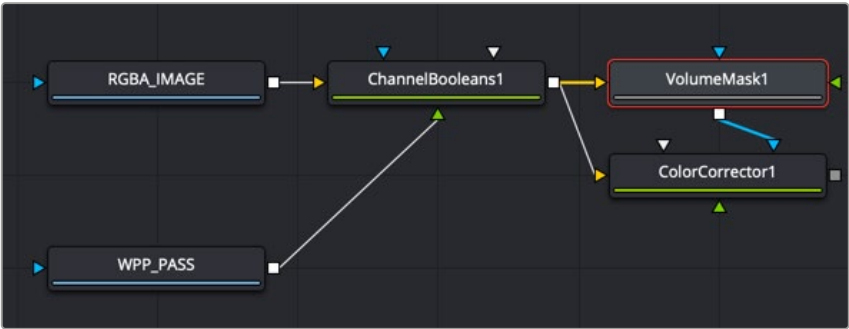 RGBA_IMAGE
ChannelBooleans1
VolumeMask1
ColorCorrector1
WPP_PASS